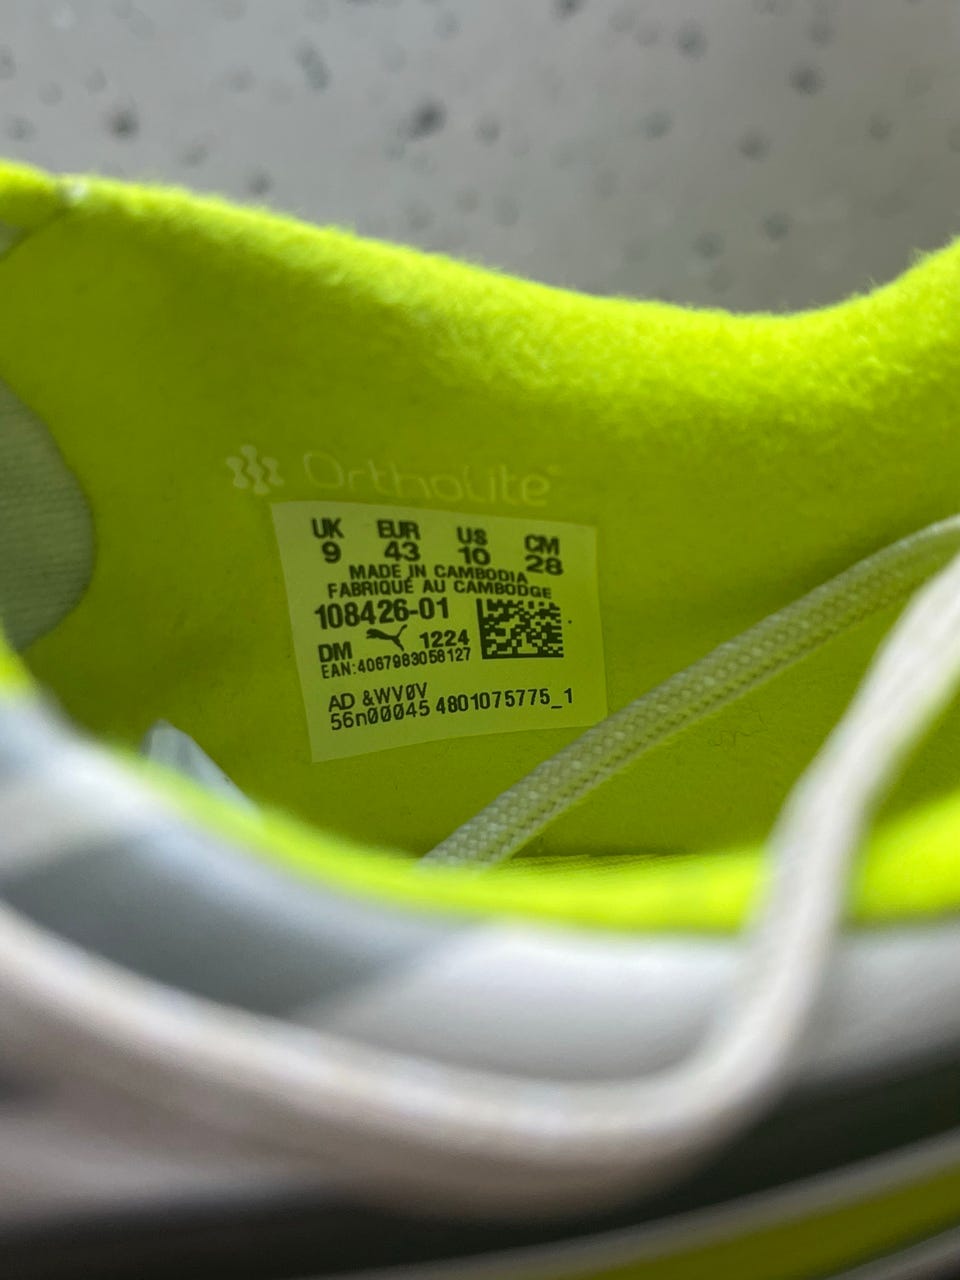 OrthoLite
UK EUR US CM
9 43 10 28
MADE IN CAMBODIA
FABRIQUÉ AU CAMBODGE
108426-01
DM 1224
EAN:4067983058127
AD &WVØV
56n00045 4801075775_1